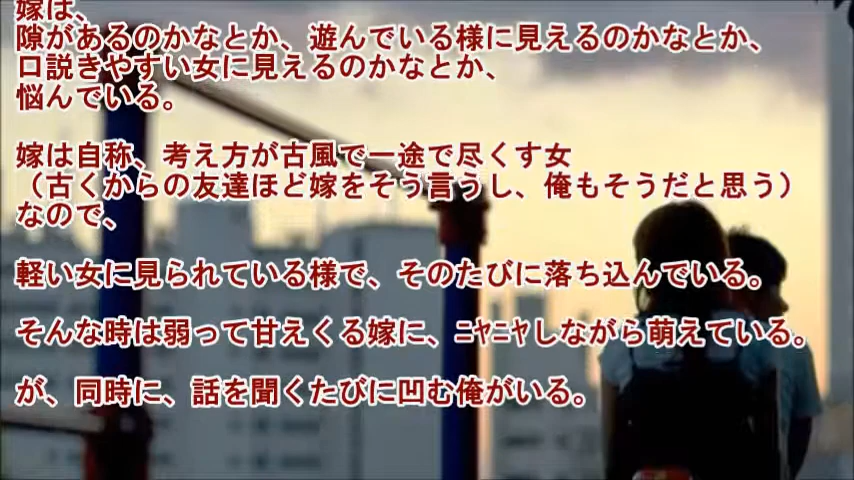 嫁は、
隙があるのかなとか、遊んでいる様に見えるのかなとか、
口説きやすい女に見えるのかなとか、
悩んでいる。
嫁は自称、考え方が古風で一途で尽くす女
（古くからの友達ほど嫁をそう言うし、俺もそうだと思う）
なので、
軽い女に見られている様で、そのたびに落ち込んでいる。
そんな時は弱って甘えくる嫁に、ﾆﾔﾆﾔしながら萌えている。
が、同時に、話を聞くたびに凹む俺がいる。